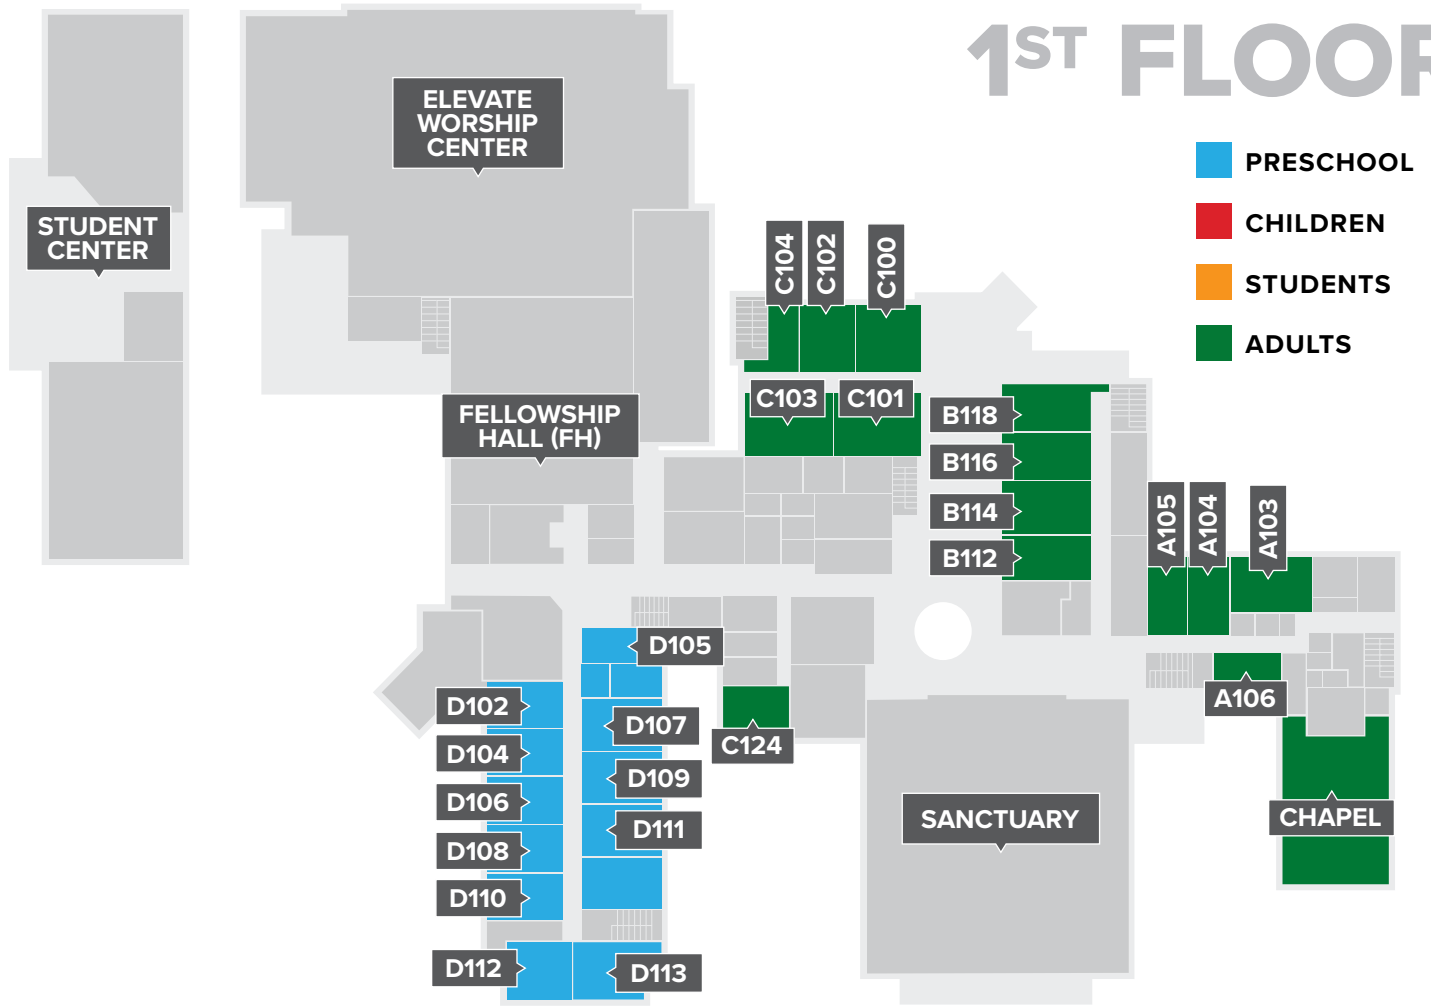 1ST FLOOR
PRESCHOOL
CHILDREN
STUDENTS
ADULTS
ELEVATE
WORSHIP
CENTER
STUDENT
CENTER
FELLOWSHIP
HALL (FH)
C104
C102
C100
C103
C101
B118
B116
B114
B112
A105
A104
A103
A106
CHAPEL
D105
D102
D107
D104
C124
D109
D106
D111
D108
D110
D112
D113
SANCTUARY